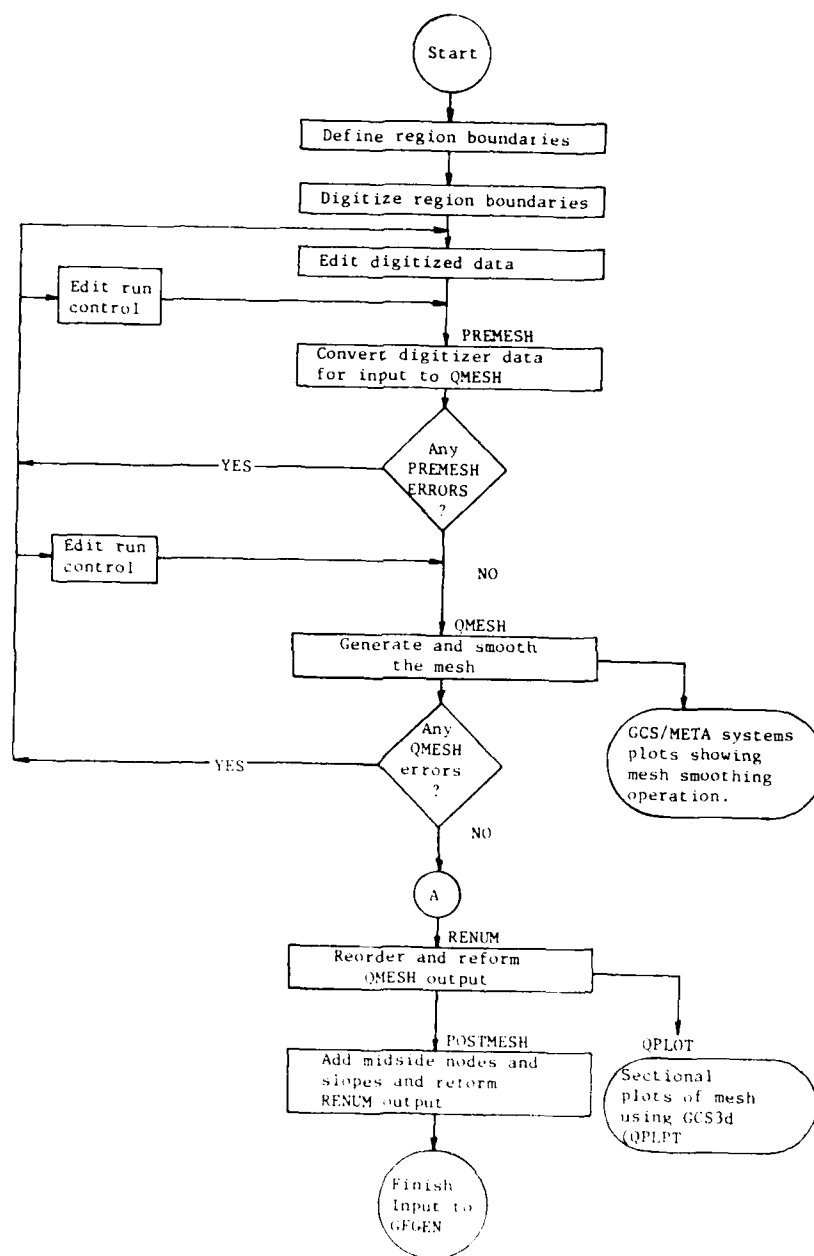 Start
Define region boundaries
Digitize region boundaries
Edit digitized data
Edit run
control
PREMESH
Convert digitizer data
for input to QMESH
Any
PREMESH
ERRORS
?
YES
Edit run
control
NO
QMESH
Generate and smooth
the mesh
GCS/META systems
plots showing
mesh smoothing
operation.
Any
QMESH
errors
?
YES
NO
A
RENUM
Reorder and reform
QMESH output
POSTMESH
Add midside nodes and
slopes and reform
RENUM output
QPLOT
Sectional
plots of mesh
using GCS3d
(QPLPT
Finish
Input to
GFGEN